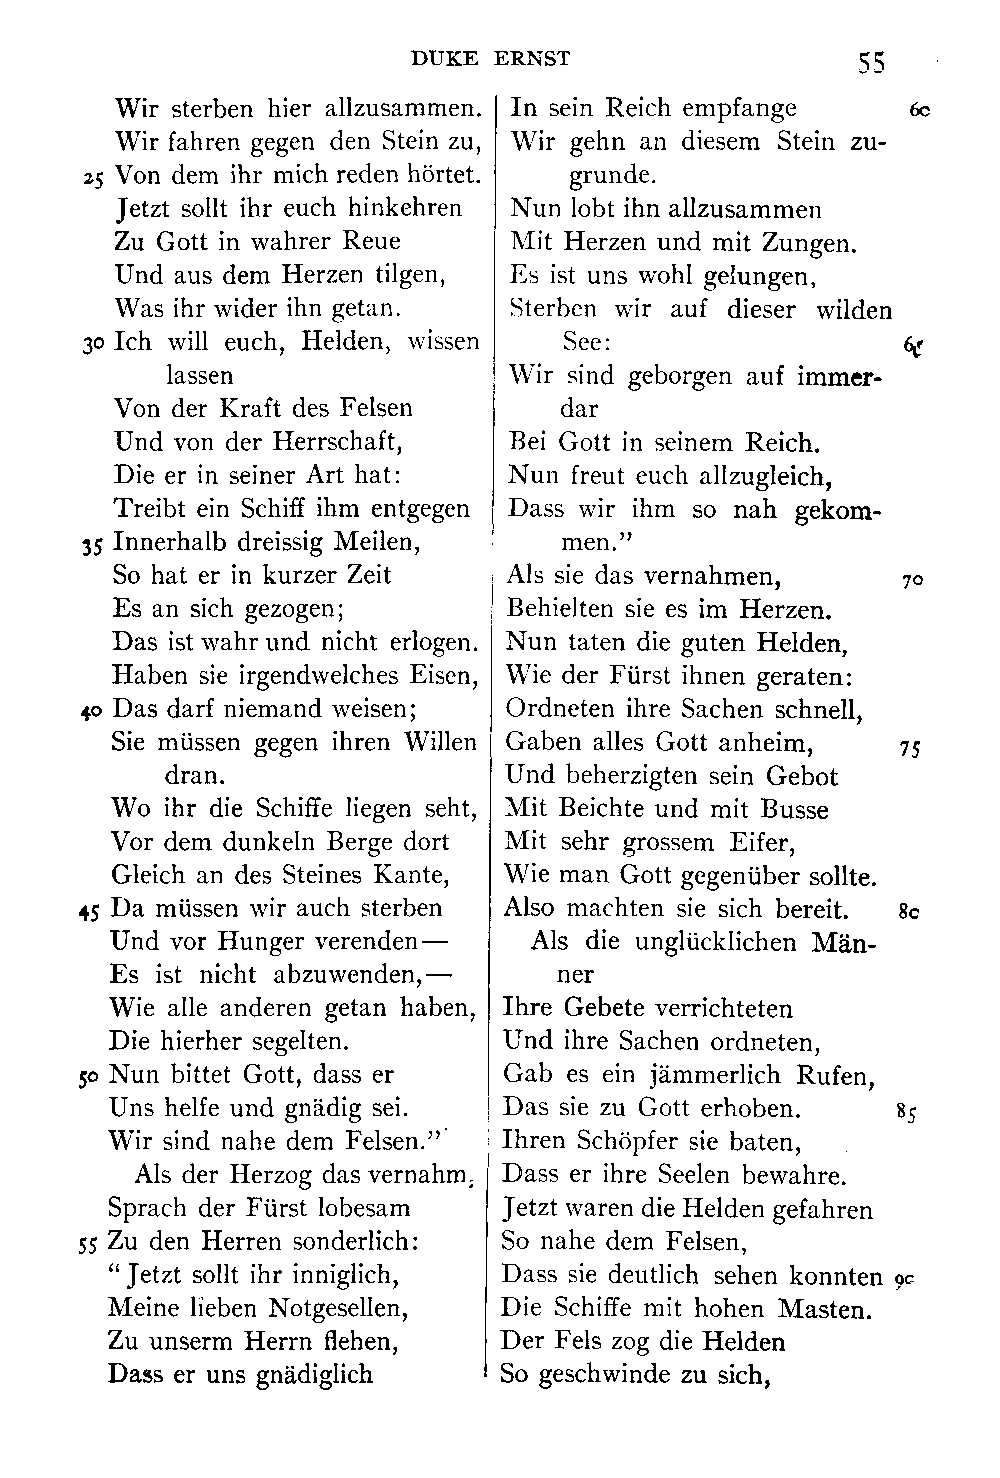 DUKE ERNST 55
Wir sterben hier allzusammen.
Wir fahren gegen den Stein zu,
25 Von dem ihr mich reden hörtet.
Jetzt sollt ihr euch hinkehren
Zu Gott in wahrer Reue
Und aus dem Herzen tilgen,
Was ihr wider ihn getan.
30 Ich will euch, Helden, wissen
lassen
Von der Kraft des Felsen
Und von der Herrschaft,
Die er in seiner Art hat:
Treibt ein Schiff ihm entgegen
35 Innerhalb dreissig Meilen,
So hat er in kurzer Zeit
Es an sich gezogen;
Das ist wahr und nicht erlogen.
Haben sie irgendwelches Eisen,
40 Das darf niemand weisen;
Sie müssen gegen ihren Willen
dran.
Wo ihr die Schiffe liegen seht,
Vor dem dunkeln Berge dort
Gleich an des Steines Kante,
45 Da müssen wir auch sterben
Und vor Hunger verenden—
Es ist nicht abzuwenden,—
Wie alle anderen getan haben,
Die hierher segelten.
50 Nun bittet Gott, dass er
Uns helfe und gnädig sei.
Wir sind nahe dem Felsen.”
Als der Herzog das vernahm,
Sprach der Fürst lobesam
55 Zu den Herren sonderlich:
“Jetzt sollt ihr inniglich,
Meine lieben Notgesellen,
Zu unserm Herrn flehen,
Dass er uns gnädiglich
In sein Reich empfange 60
Wir gehn an diesem Stein zu-
grunde.
Nun lobt ihn allzusammen
Mit Herzen und mit Zungen.
Es ist uns wohl gelungen,
Sterben wir auf dieser wilden
See: 65
Wir sind geborgen auf immer-
dar
Bei Gott in seinem Reich.
Nun freut euch allzugleich,
Dass wir ihm so nah gekom-
men.”
Als sie das vernahmen, 70
Behielten sie es im Herzen.
Nun taten die guten Helden,
Wie der Fürst ihnen geraten:
Ordneten ihre Sachen schnell,
Gaben alles Gott anheim, 75
Und beherzigten sein Gebot
Mit Beichte und mit Busse
Mit sehr grossem Eifer,
Wie man Gott gegenüber sollte.
Also machten sie sich bereit. 80
Als die unglücklichen Män-
ner
Ihre Gebete verrichteten
Und ihre Sachen ordneten,
Gab es ein jämmerlich Rufen,
Das sie zu Gott erhoben. 85
Ihren Schöpfer sie baten,
Dass er ihre Seelen bewahre.
Jetzt waren die Helden gefahren
So nahe dem Felsen,
Dass sie deutlich sehen konnten 90
Die Schiffe mit hohen Masten.
Der Fels zog die Helden
So geschwinde zu sich,